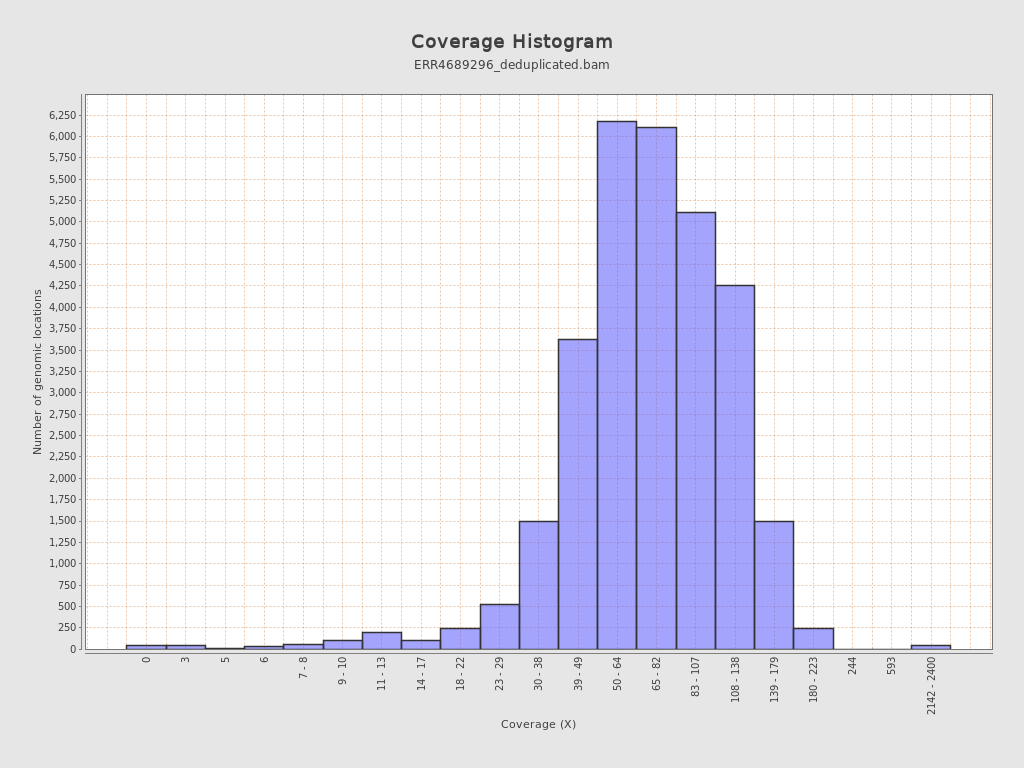 Coverage Histogram
ERR4689296_deduplicated.bam
Number of genomic locations
6,250
6,000
5,750
5,500
5,250
5,000
4,750
4,500
4,250
4,000
3,750
3,500
3,250
3,000
2,750
2,500
2,250
2,000
1,750
1,500
1,250
1,000
750
500
250
0
0
3
5
6
7 - 8
9 - 10
11 - 13
14 - 17
18 - 22
23 - 29
30 - 38
39 - 49
50 - 64
65 - 82
83 - 107
108 - 138
139 - 179
180 - 223
244
593
2142 - 2400
Coverage (X)